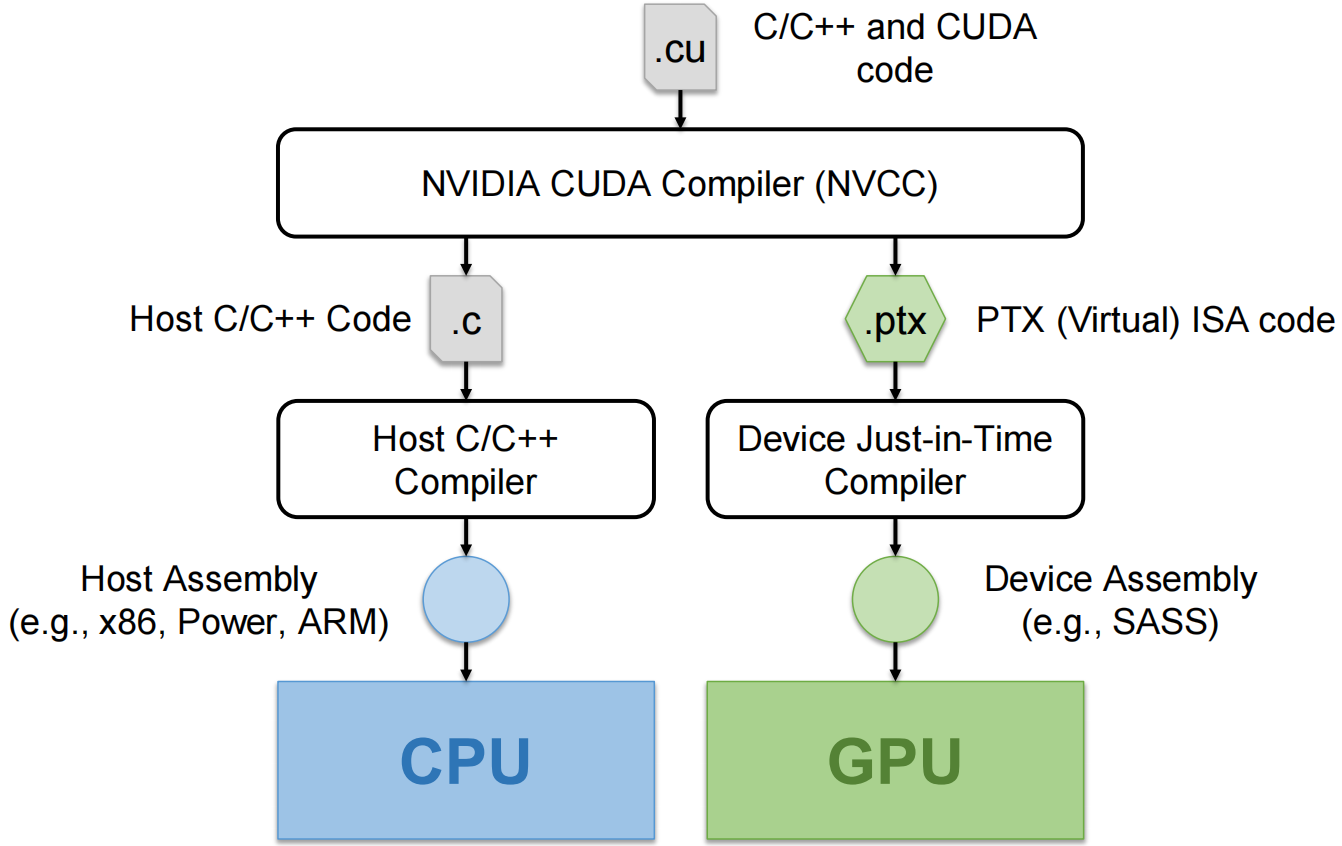 .cu
C/C++ and CUDA
code
NVIDIA CUDA Compiler (NVCC)
Host C/C++ Code
.c
.ptx
PTX (Virtual) ISA code
Host C/C++
Compiler
Device Just-in-Time
Compiler
Host Assembly
(e.g., x86, Power, ARM)
Device Assembly
(e.g., SASS)
CPU
GPU